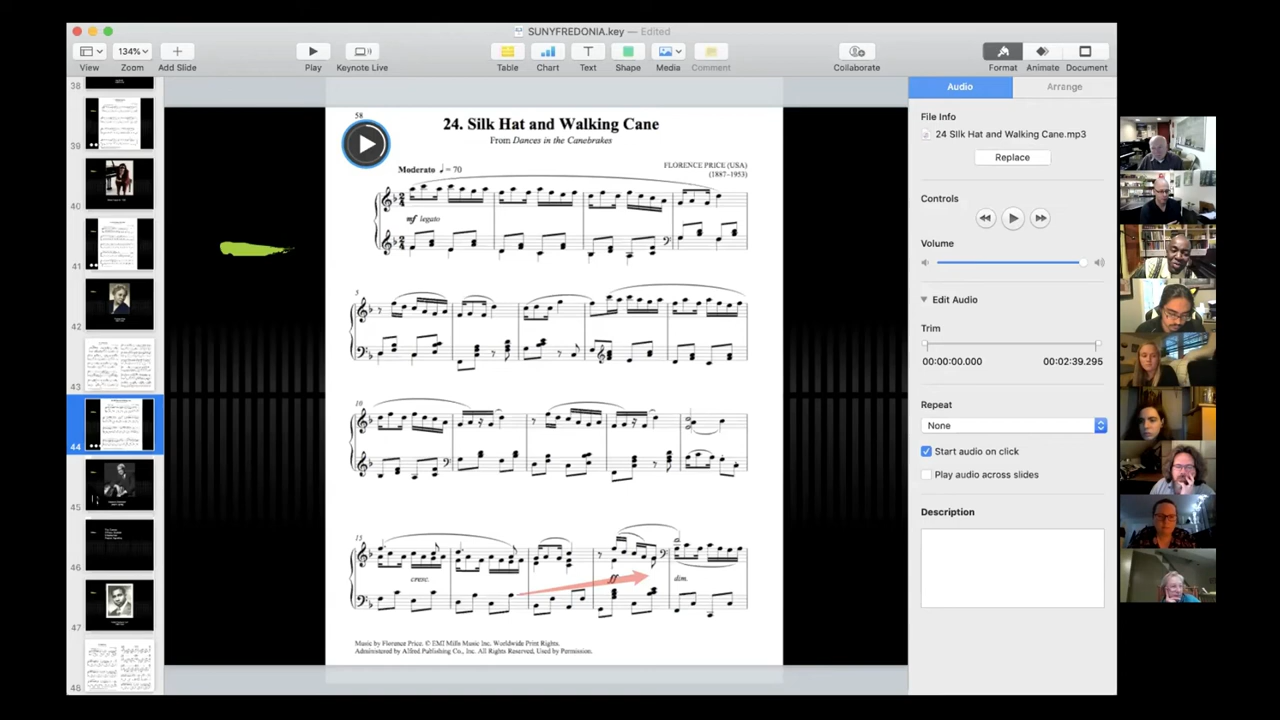 SUNYFREDONIA.key — Edited
134%
View Zoom Add Slide Play Keynote Live Table Chart Text Shape Media Comment Collaborate Format Animate Document
38
39
40
41
42
43
44
45
46
47
48
58
24. Silk Hat and Walking Cane
From Dances in the Canebrakes
FLORENCE PRICE (USA)
(1887-1953)
Moderato ♩ = 70
mf legato
5
10
15
cresc.
ff
dim.
Music by Florence Price. © EMI Mills Music Inc. Worldwide Print Rights.
Administered by Alfred Publishing Co., Inc. All Rights Reserved, Used by Permission.
Audio Arrange
File Info
24 SIlk Hat and Walking Cane.mp3
Replace
Controls
Volume
Edit Audio
Trim
00:00:00.000 00:02:39.295
Repeat
None
Start audio on click
Play audio across slides
Description